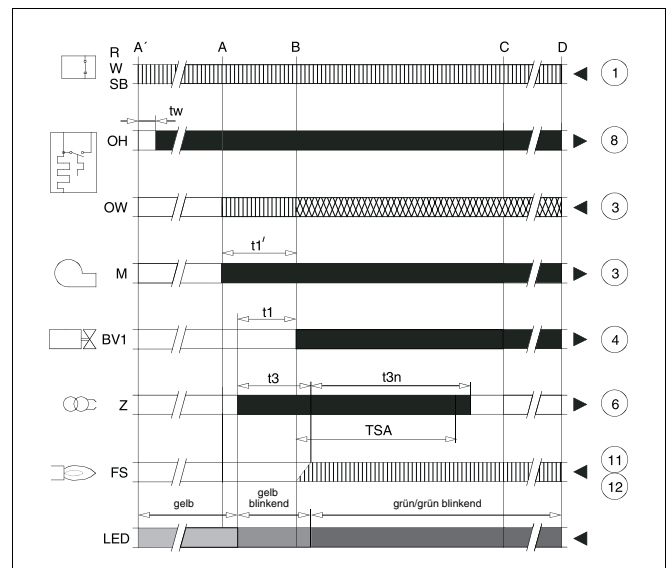 R A´ A B C D
W 1
SB
tw
OH 8
OW 3
t1′
M 3
t1
BV1 4
t3 t3n
Z 6
TSA
FS 11
12
gelb gelb blinkend grün/grün blinkend
LED